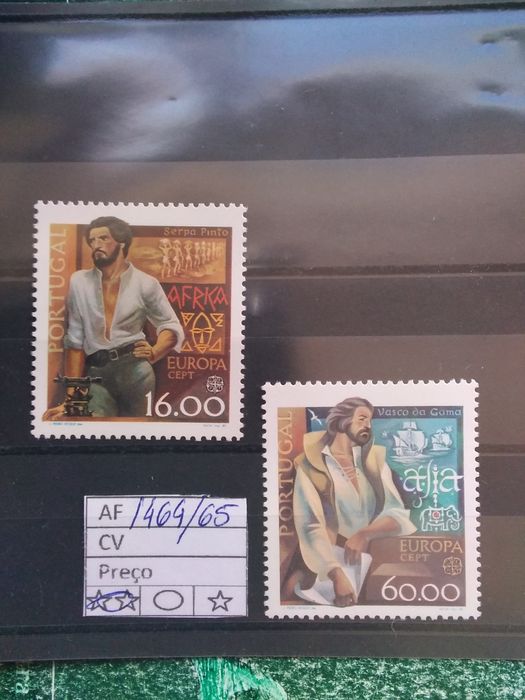 PORTUGAL
Serpa Pinto
AFRICA
EUROPA
CEPT
16.00
PORTUGAL
Vasco da Gama
asia
EUROPA
CEPT
60.00
AF 1464/65
CV
Preço